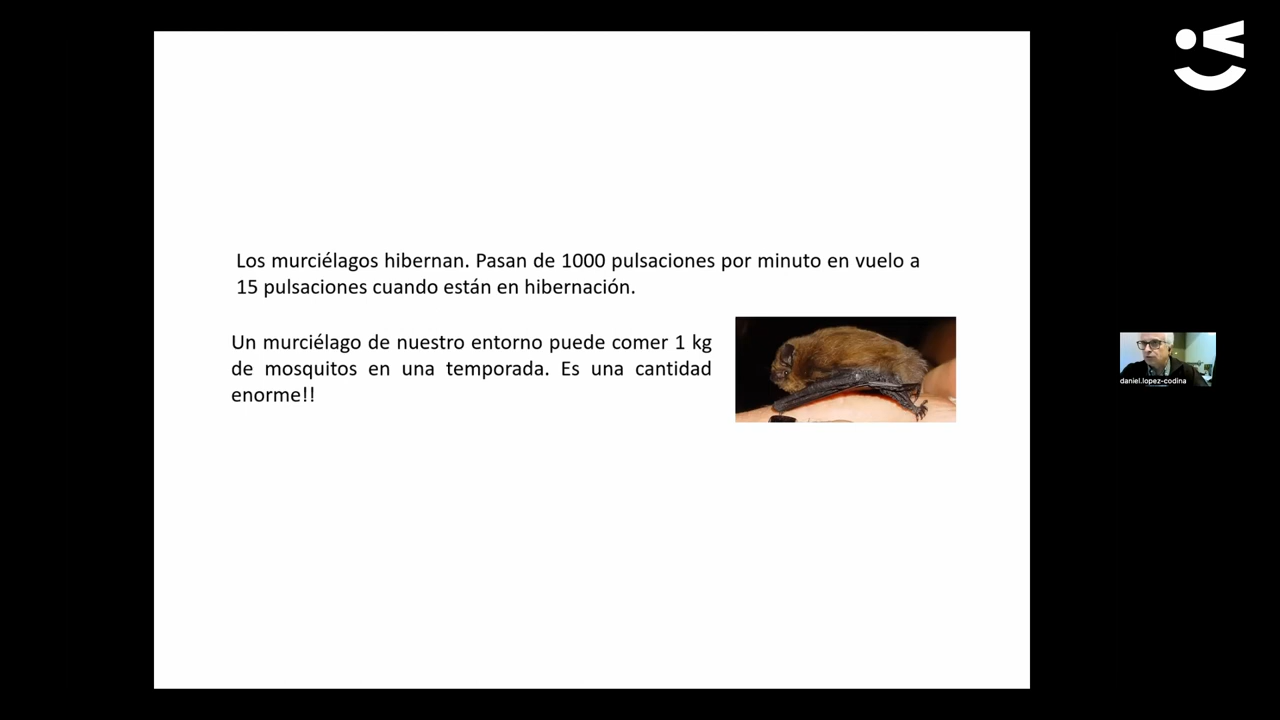 Los murciélagos hibernan. Pasan de 1000 pulsaciones por minuto en vuelo a
15 pulsaciones cuando están en hibernación.
Un murciélago de nuestro entorno puede comer 1 kg
de mosquitos en una temporada. Es una cantidad
enorme!!
daniel.lopez-codina